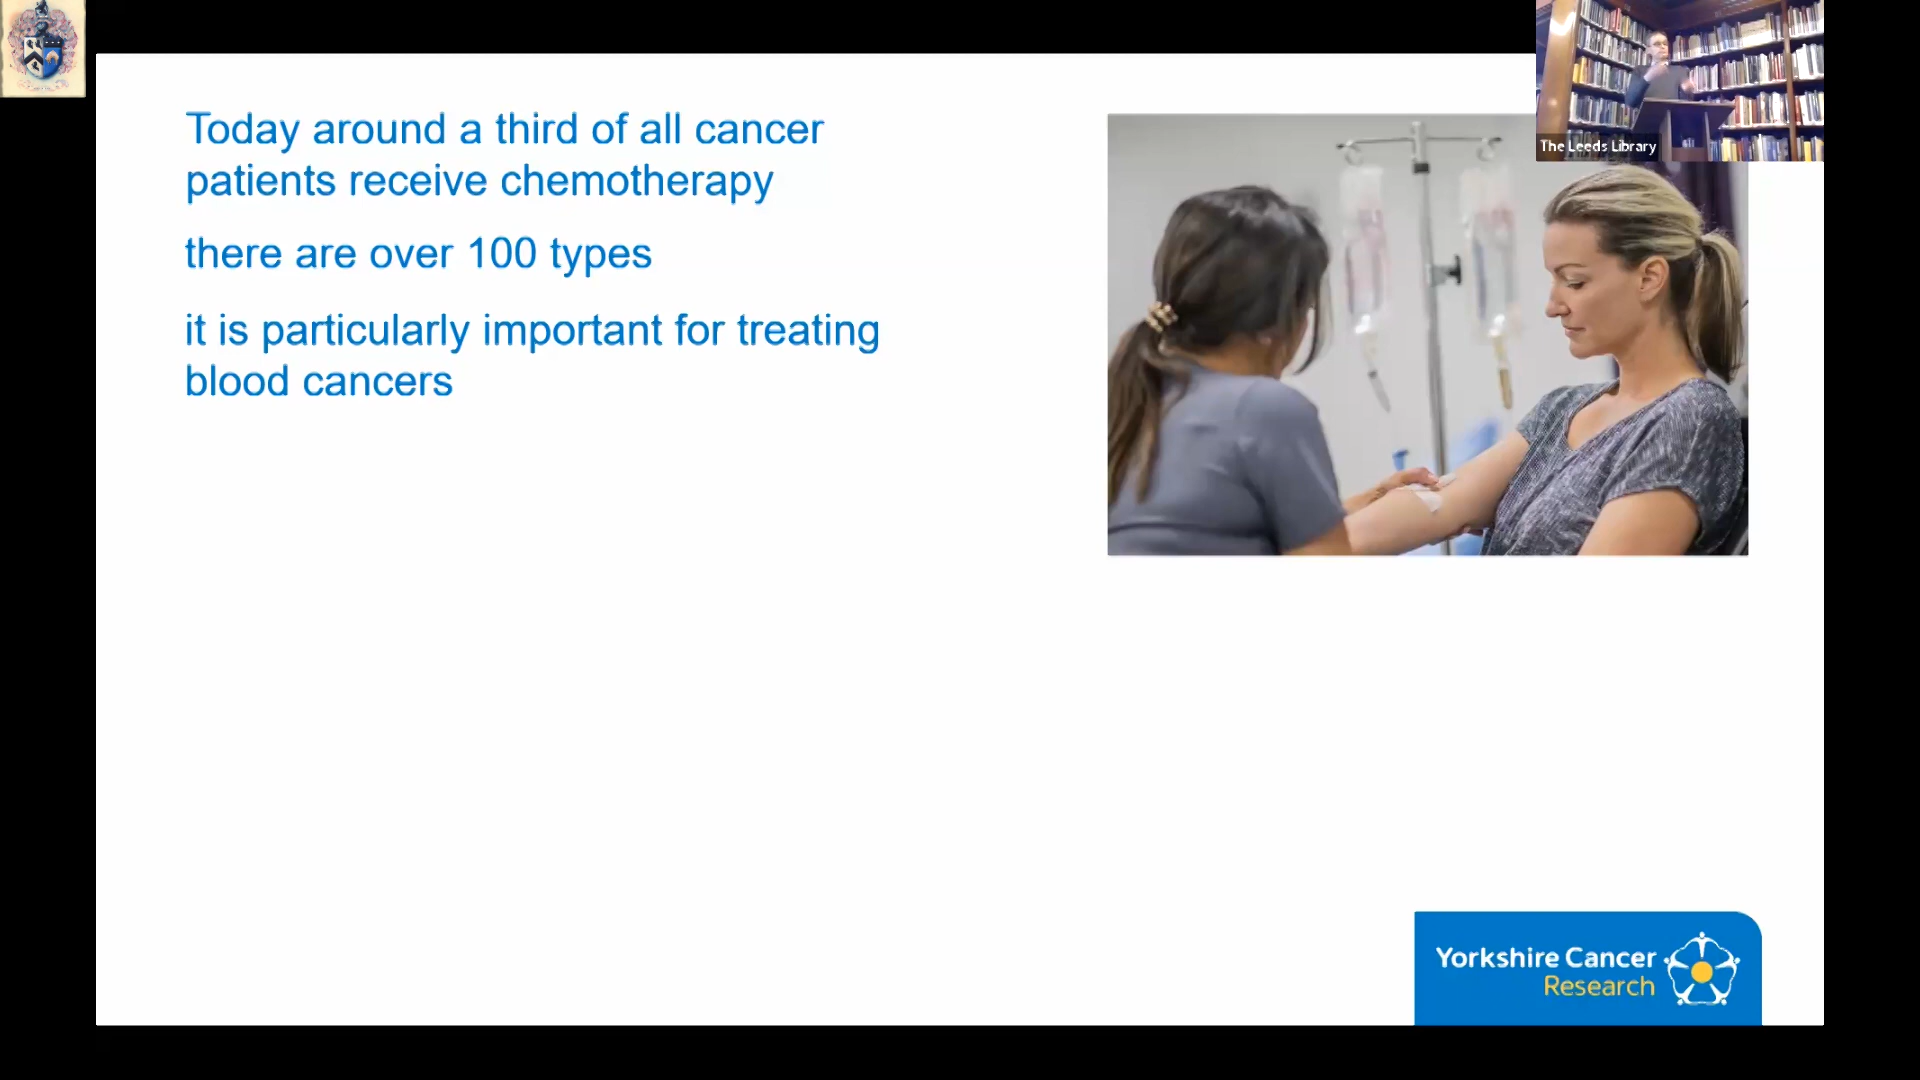 Today around a third of all cancer
patients receive chemotherapy
there are over 100 types
it is particularly important for treating
blood cancers
The Leeds Library
Yorkshire Cancer
Research